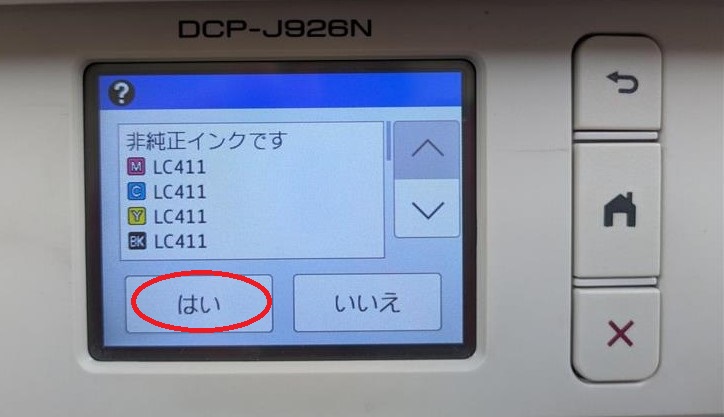 DCP-J926N
?
非純正インクです
M LC411
C LC411
Y LC411
BK LC411
はい
いいえ